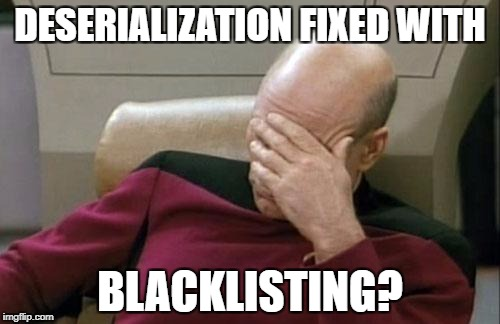 DESERIALIZATION FIXED WITH
BLACKLISTING?
imgflip.com